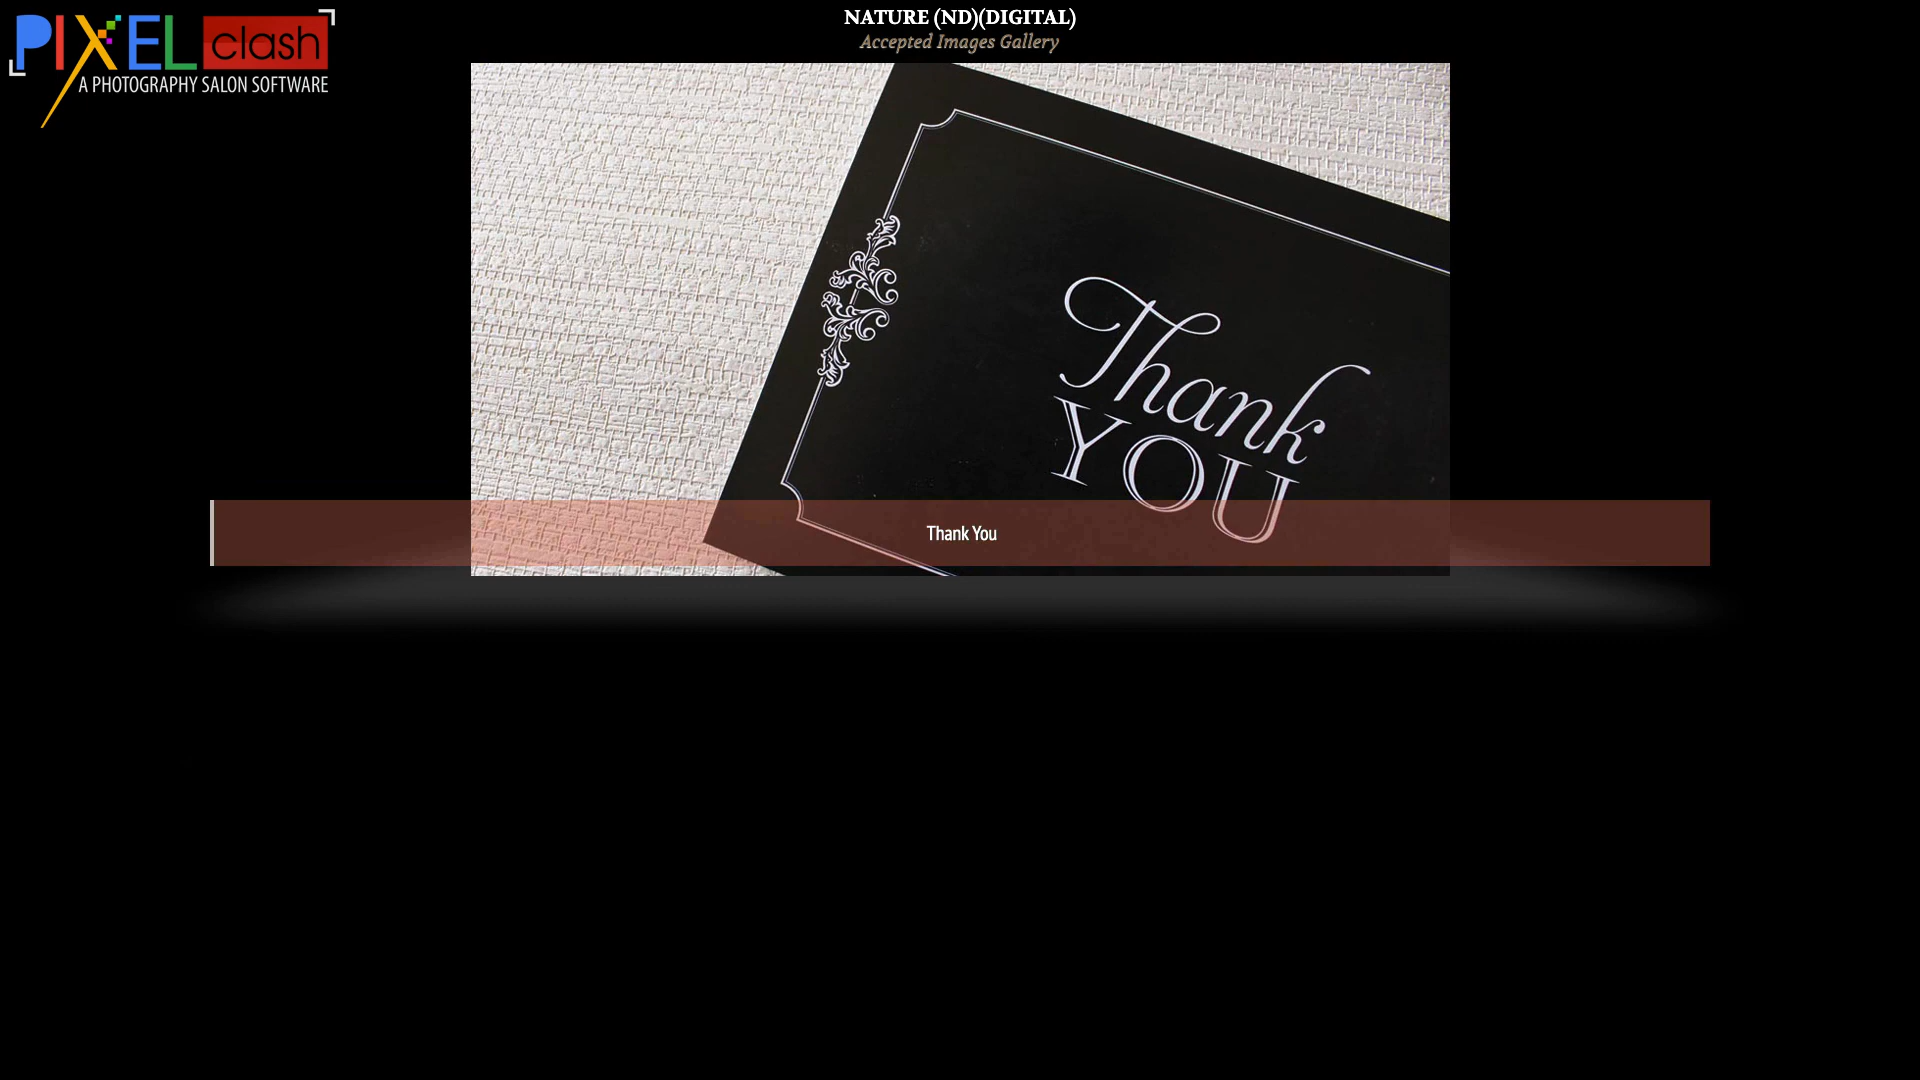 PIXEL clash
A PHOTOGRAPHY SALON SOFTWARE
NATURE (ND)(DIGITAL)
Accepted Images Gallery
Thank
YOU
Thank You